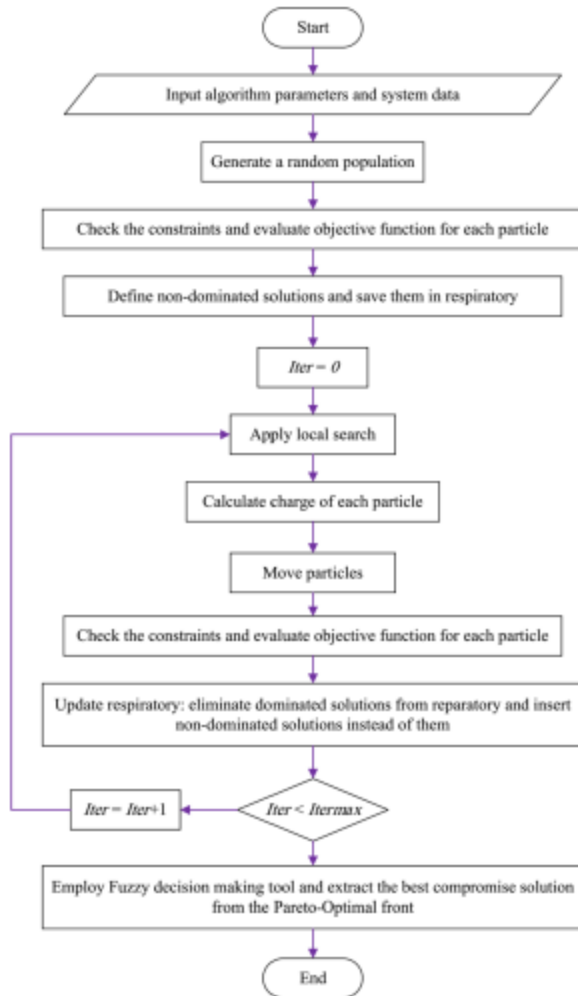 Start
Input algorithm parameters and system data
Generate a random population
Check the constraints and evaluate objective function for each particle
Define non-dominated solutions and save them in respiratory
Iter = 0
Apply local search
Calculate charge of each particle
Move particles
Check the constraints and evaluate objective function for each particle
Update respiratory: eliminate dominated solutions from reparatory and insert
non-dominated solutions instead of them
Iter = Iter+1
Iter < Itermax
Employ Fuzzy decision making tool and extract the best compromise solution
from the Pareto-Optimal front
End